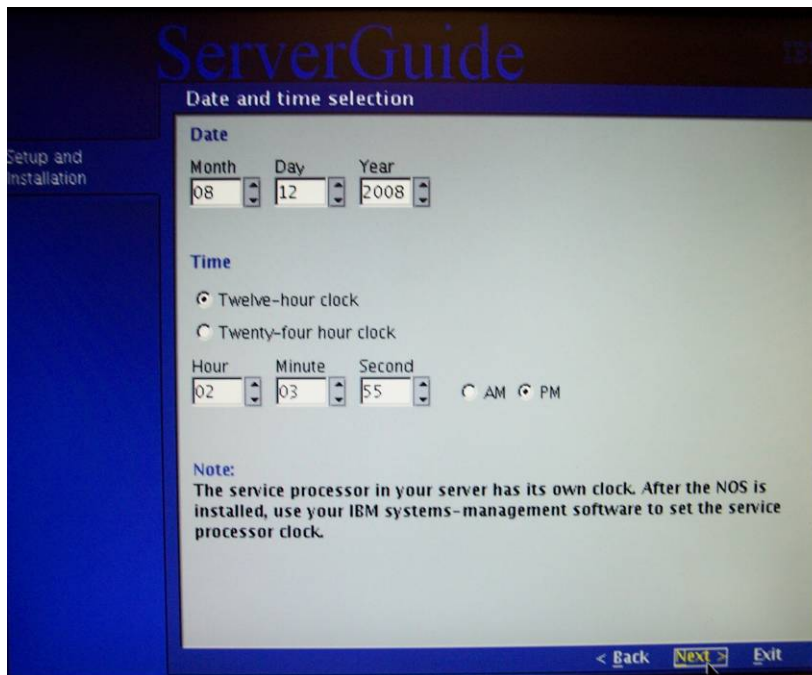 ServerGuide
Date and time selection
Setup and
Installation
Date
Month Day Year
08 12 2008
Time
Twelve-hour clock
Twenty-four hour clock
Hour Minute Second
02 03 55 AM PM
Note:
The service processor in your server has its own clock. After the NOS is
installed, use your IBM systems-management software to set the service
processor clock.
< Back Next > Exit